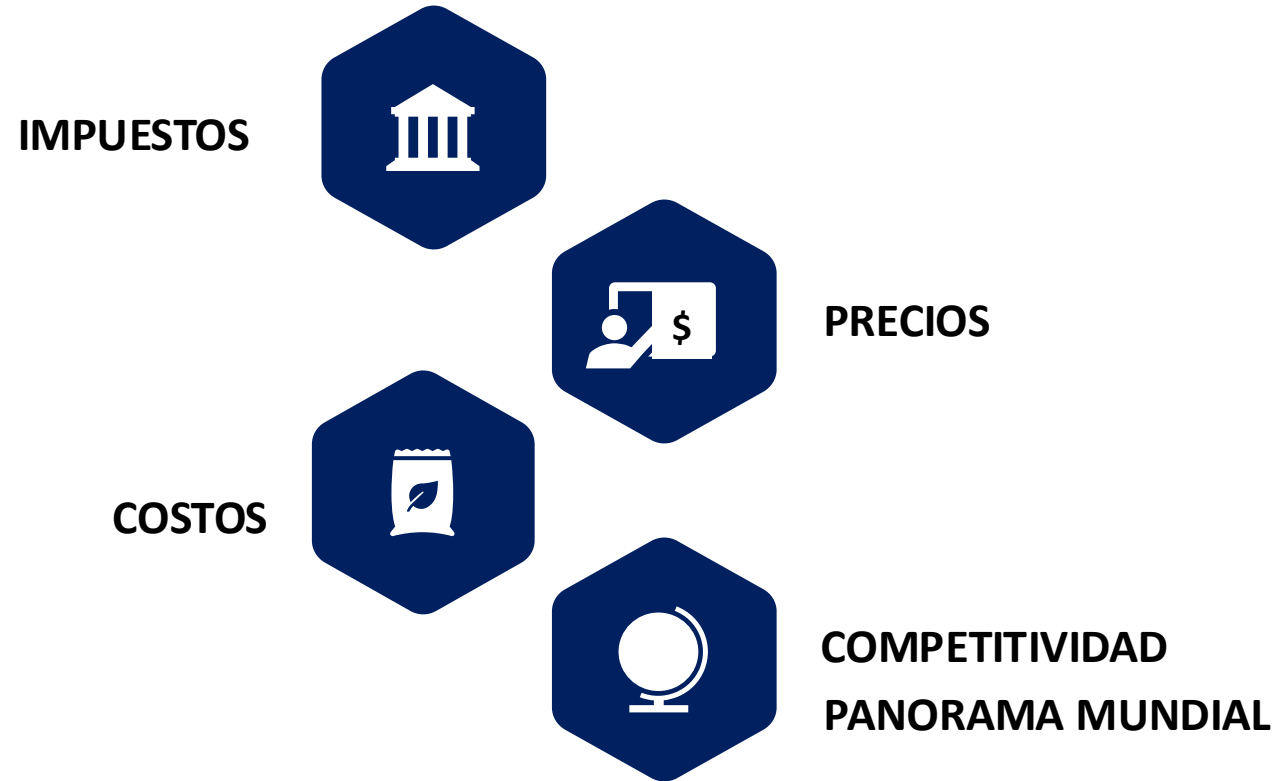 IMPUESTOS
$
PRECIOS
COSTOS
COMPETITIVIDAD
PANORAMA MUNDIAL